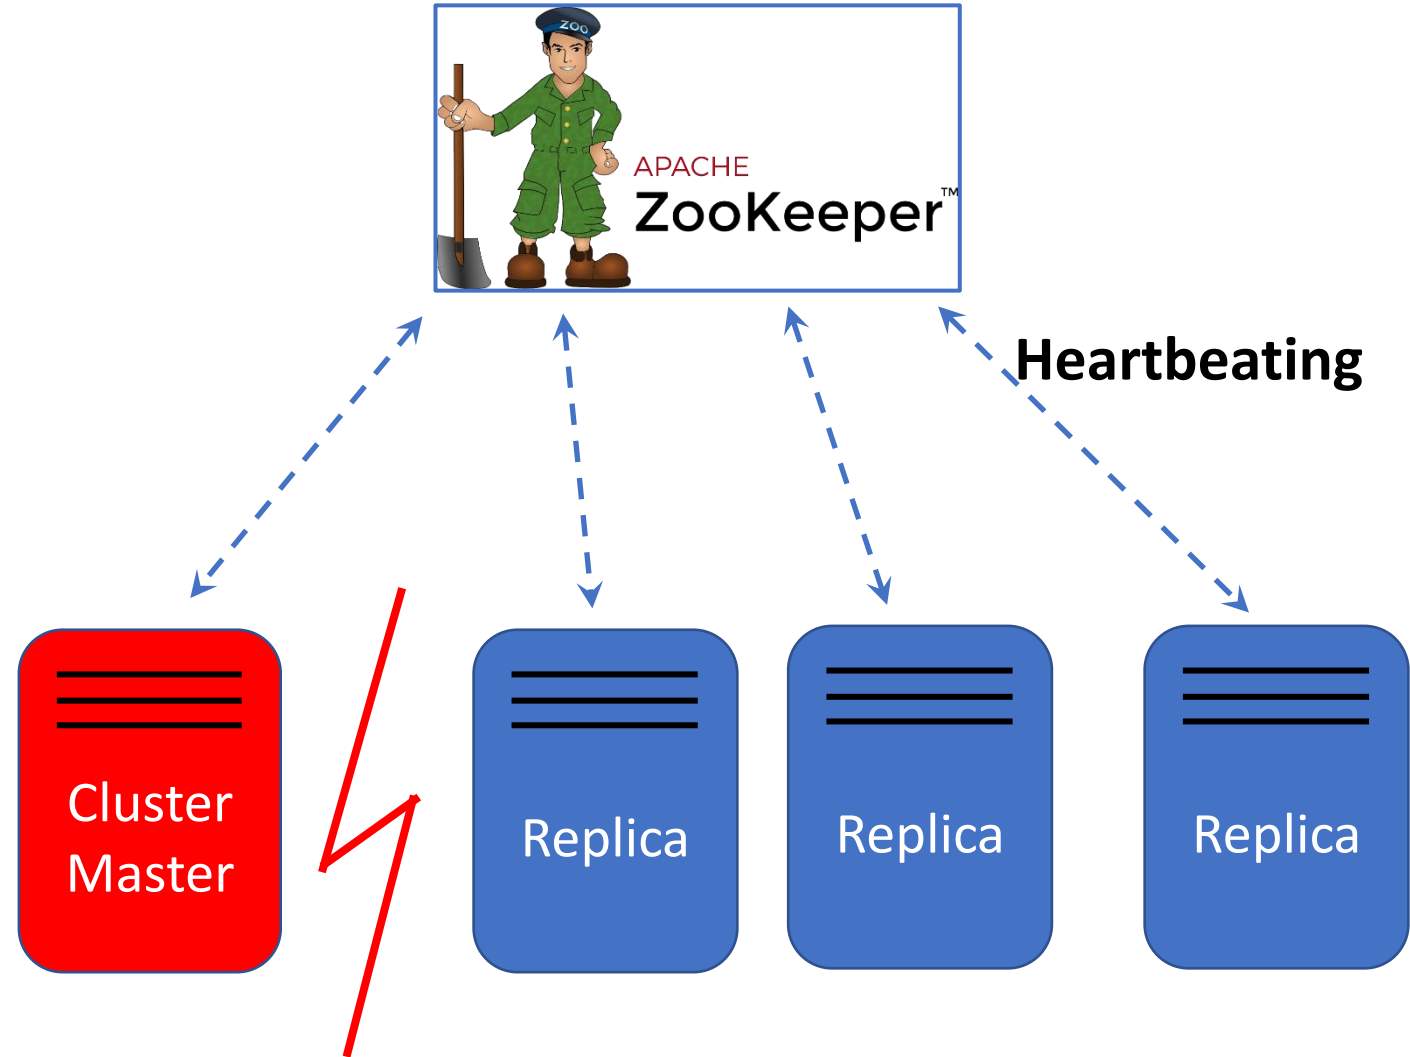 ZOO
APACHE
ZooKeeper™
Heartbeating
Cluster
Master
Replica
Replica
Replica